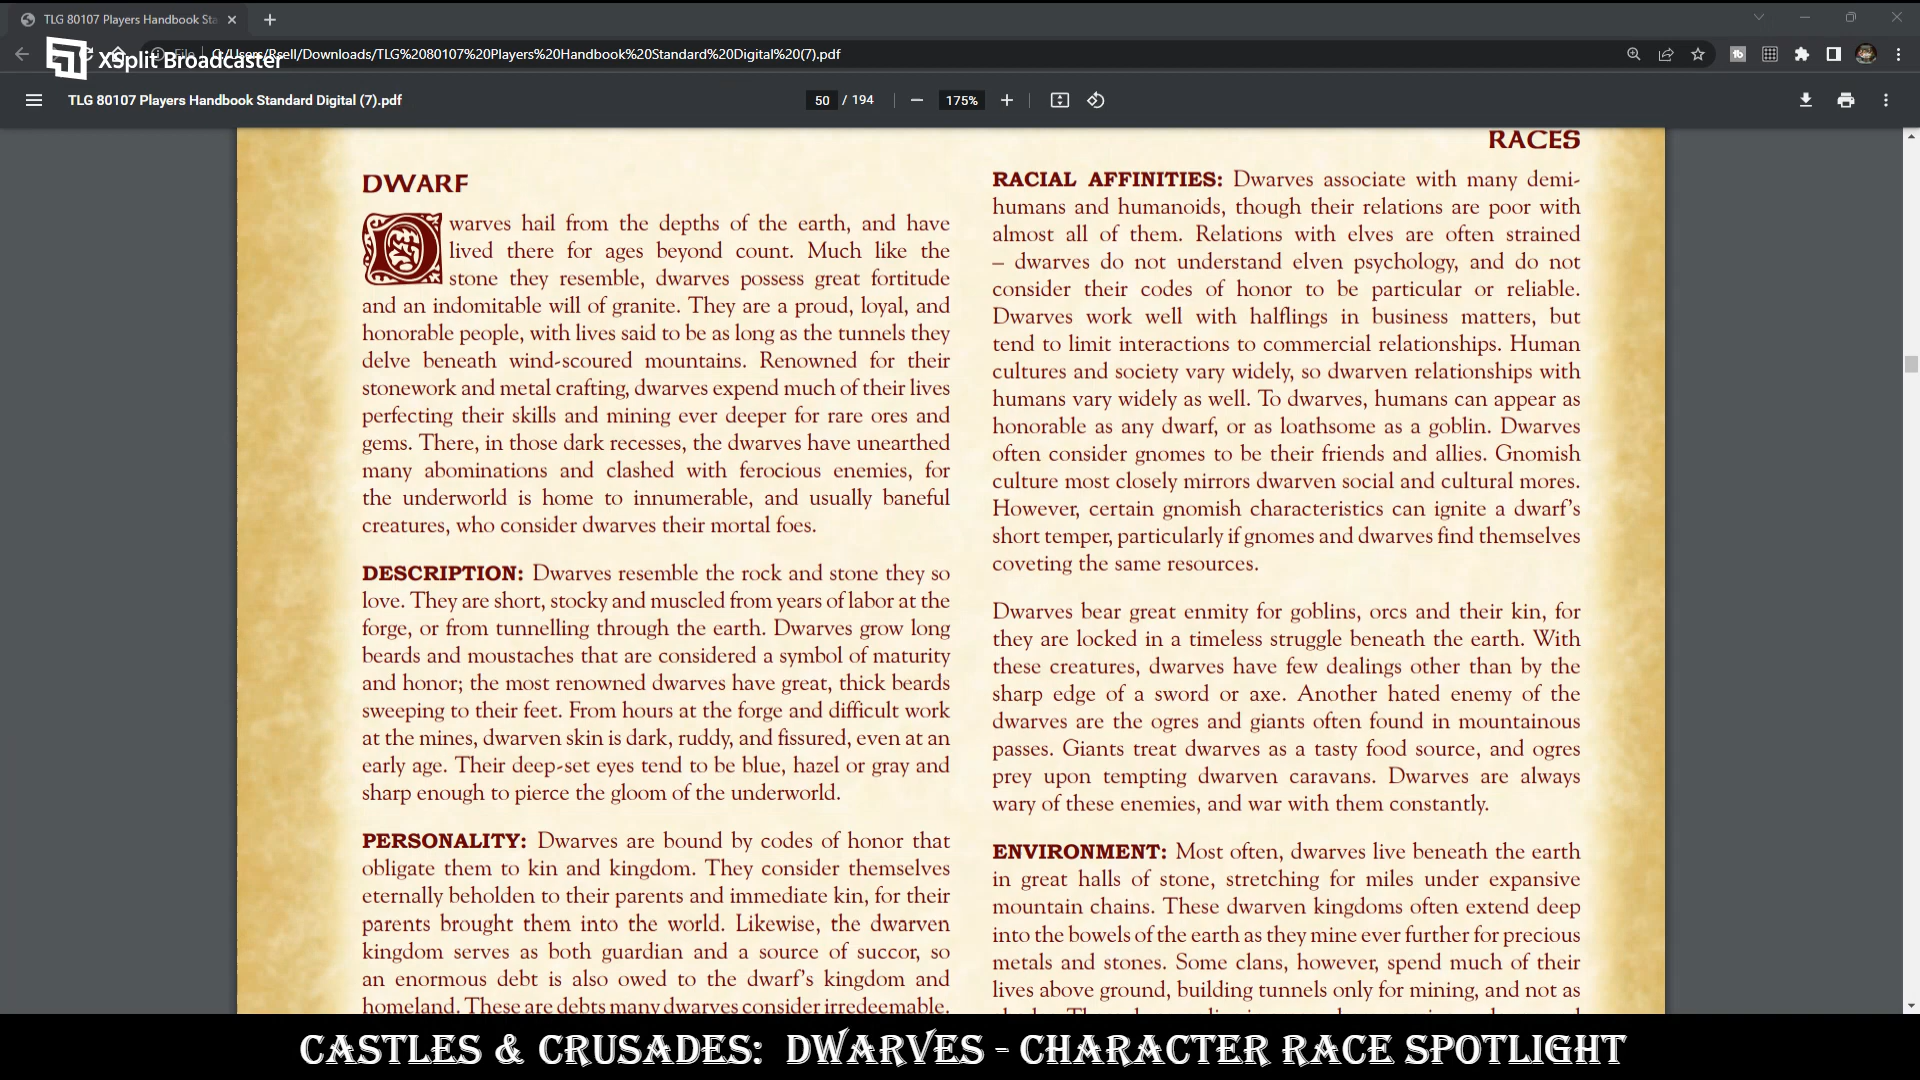 TLG 80107 Players Handbook Sta
XSplit Broadcaster
File
C:/Users/Rsell/Downloads/TLG%2080107%20Players%20Handbook%20Standard%20Digital%20(7).pdf
TLG 80107 Players Handbook Standard Digital (7).pdf
50 / 194
175%
RACES
DWARF
Dwarves hail from the depths of the earth, and have
lived there for ages beyond count. Much like the
stone they resemble, dwarves possess great fortitude
and an indomitable will of granite. They are a proud, loyal, and
honorable people, with lives said to be as long as the tunnels they
delve beneath wind-scoured mountains. Renowned for their
stonework and metal crafting, dwarves expend much of their lives
perfecting their skills and mining ever deeper for rare ores and
gems. There, in those dark recesses, the dwarves have unearthed
many abominations and clashed with ferocious enemies, for
the underworld is home to innumerable, and usually baneful
creatures, who consider dwarves their mortal foes.
DESCRIPTION: Dwarves resemble the rock and stone they so
love. They are short, stocky and muscled from years of labor at the
forge, or from tunnelling through the earth. Dwarves grow long
beards and moustaches that are considered a symbol of maturity
and honor; the most renowned dwarves have great, thick beards
sweeping to their feet. From hours at the forge and difficult work
at the mines, dwarven skin is dark, ruddy, and fissured, even at an
early age. Their deep-set eyes tend to be blue, hazel or gray and
sharp enough to pierce the gloom of the underworld.
PERSONALITY: Dwarves are bound by codes of honor that
obligate them to kin and kingdom. They consider themselves
eternally beholden to their parents and immediate kin, for their
parents brought them into the world. Likewise, the dwarven
kingdom serves as both guardian and a source of succor, so
an enormous debt is also owed to the dwarf's kingdom and
homeland. These are debts many dwarves consider irredeemable.
RACIAL AFFINITIES: Dwarves associate with many demi-
humans and humanoids, though their relations are poor with
almost all of them. Relations with elves are often strained
– dwarves do not understand elven psychology, and do not
consider their codes of honor to be particular or reliable.
Dwarves work well with halflings in business matters, but
tend to limit interactions to commercial relationships. Human
cultures and society vary widely, so dwarven relationships with
humans vary widely as well. To dwarves, humans can appear as
honorable as any dwarf, or as loathsome as a goblin. Dwarves
often consider gnomes to be their friends and allies. Gnomish
culture most closely mirrors dwarven social and cultural mores.
However, certain gnomish characteristics can ignite a dwarf's
short temper, particularly if gnomes and dwarves find themselves
coveting the same resources.
Dwarves bear great enmity for goblins, orcs and their kin, for
they are locked in a timeless struggle beneath the earth. With
these creatures, dwarves have few dealings other than by the
sharp edge of a sword or axe. Another hated enemy of the
dwarves are the ogres and giants often found in mountainous
passes. Giants treat dwarves as a tasty food source, and ogres
prey upon tempting dwarven caravans. Dwarves are always
wary of these enemies, and war with them constantly.
ENVIRONMENT: Most often, dwarves live beneath the earth
in great halls of stone, stretching for miles under expansive
mountain chains. These dwarven kingdoms often extend deep
into the bowels of the earth as they mine ever further for precious
metals and stones. Some clans, however, spend much of their
lives above ground, building tunnels only for mining, and not as
CASTLES & CRUSADES: DWARVES - CHARACTER RACE SPOTLIGHT